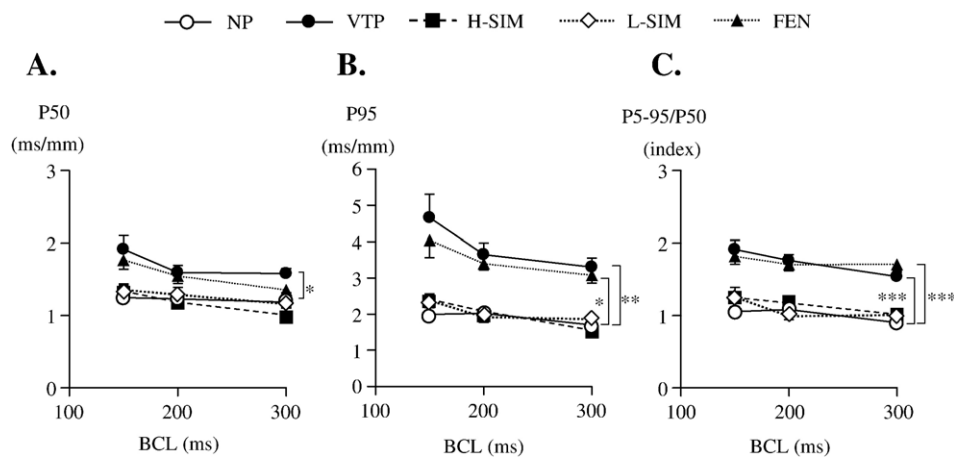 NP VTP H-SIM L-SIM FEN
A. B. C.
P50
(ms/mm)
3
2
1
0
*
100 200 300
BCL (ms)
P95
(ms/mm)
6
5
4
3
2
1
0
* **
100 200 300
BCL (ms)
P5-95/P50
(index)
3
2
1
0
*** ***
100 200 300
BCL (ms)